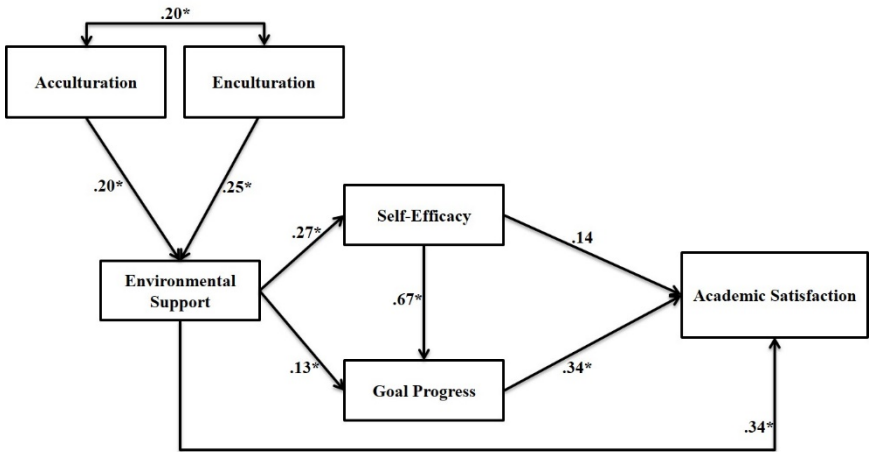 .20*
Acculturation
Enculturation
.20*
.25*
Self-Efficacy
.27*
.14
Environmental
Support
Academic Satisfaction
.67*
.13*
.34*
Goal Progress
.34*